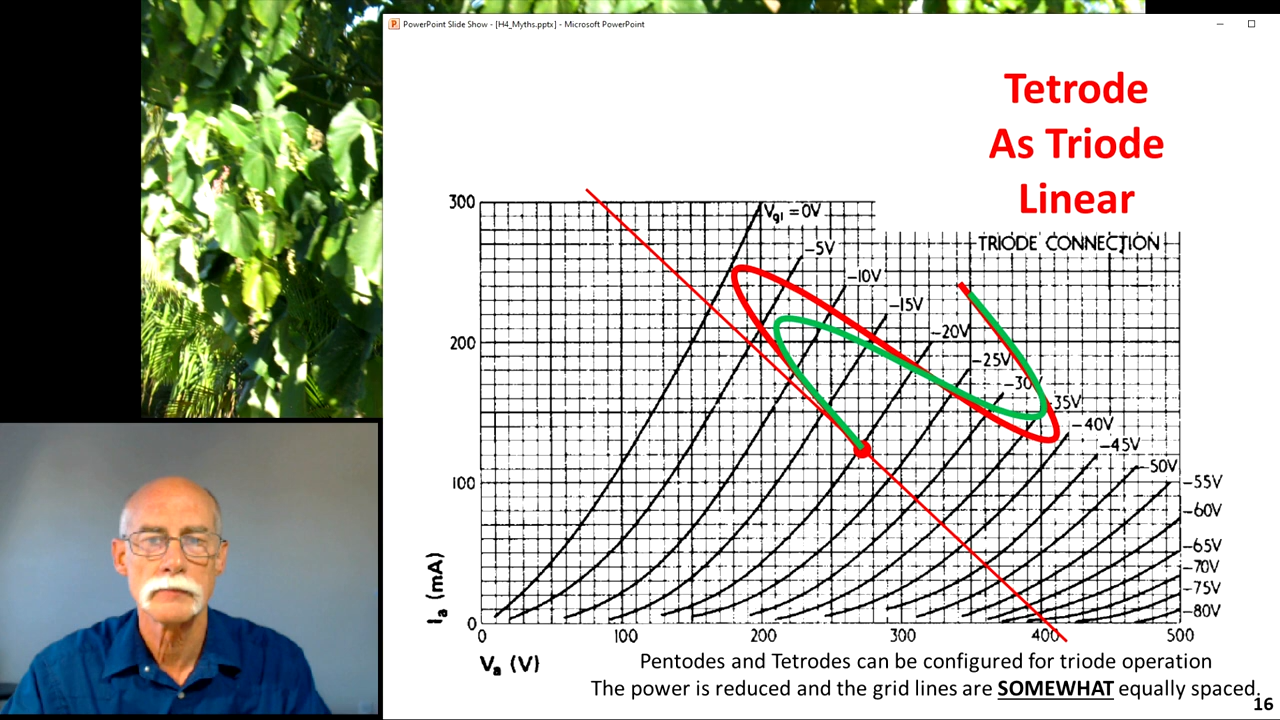 PowerPoint Slide Show - [H4_Myths.pptx] - Microsoft PowerPoint
Tetrode
As Triode
Linear
300
Vg1 = 0V
TRIODE CONNECTION
-5V
-10V
-15V
-20V
200
-25V
-30
-35V
-40V
-45V
-50V
100
-55V
-60V
-65V
-70V
-75V
-80V
Ia (mA)
0
0 100 200 300 400 500
Va (V)
Pentodes and Tetrodes can be configured for triode operation
The power is reduced and the grid lines are SOMEWHAT equally spaced.
16